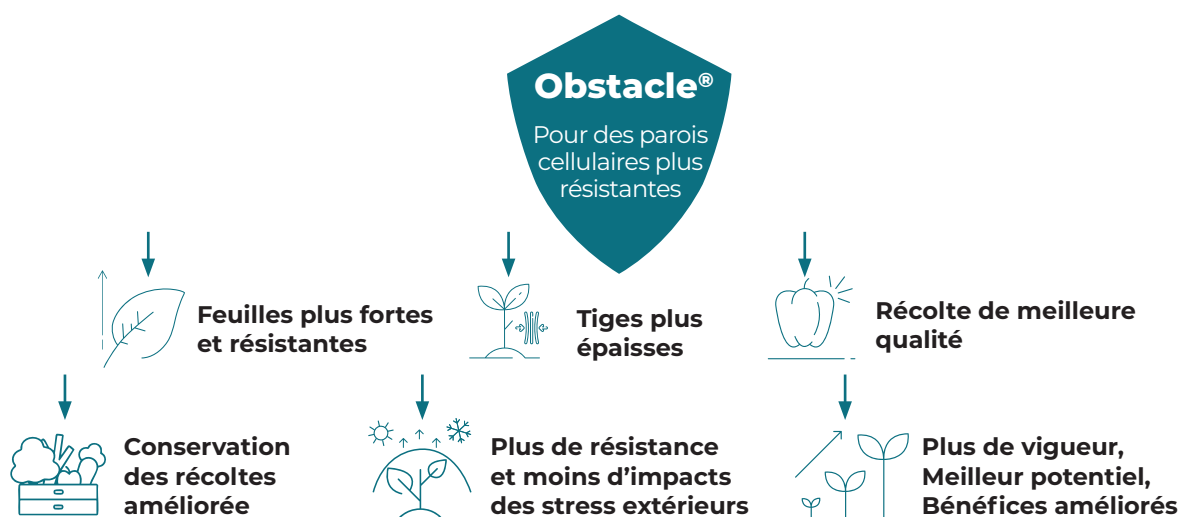 Obstacle®
Pour des parois
cellulaires plus
résistantes
Feuilles plus fortes
et résistantes
Tiges plus
épaisses
Récolte de meilleure
qualité
Conservation
des récoltes
améliorée
Plus de résistance
et moins d’impacts
des stress extérieurs
Plus de vigueur,
Meilleur potentiel,
Bénéfices améliorés